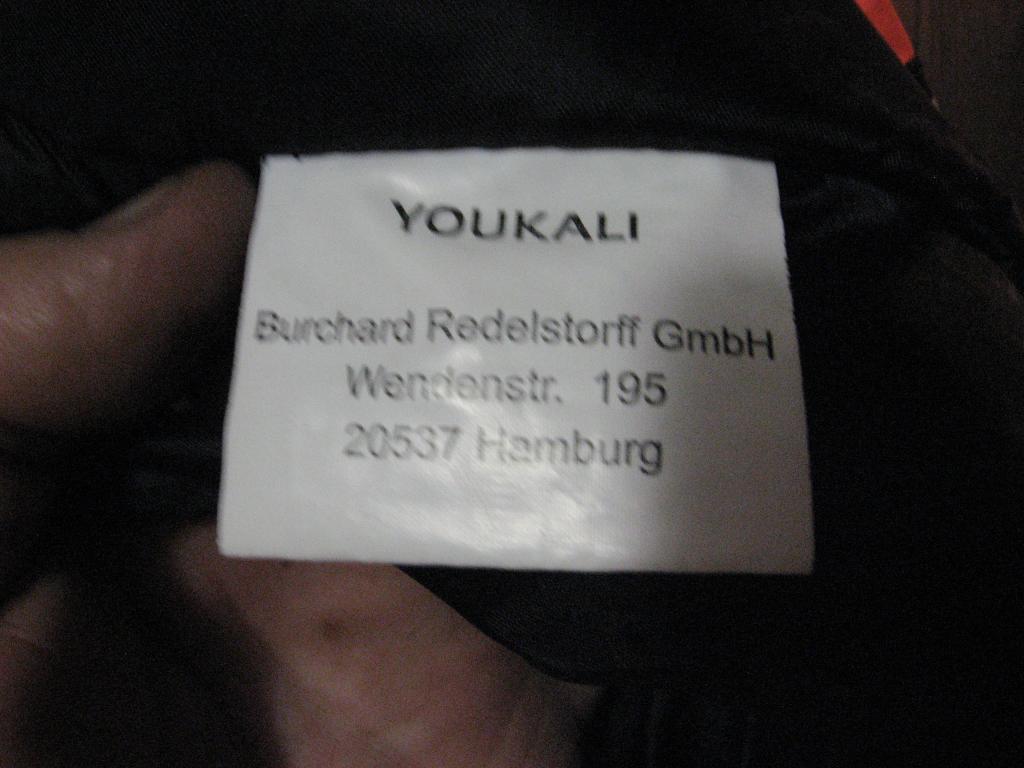 YOUKALI
Burchard Redelstorff GmbH
Wendenstr. 195
20537 Hamburg